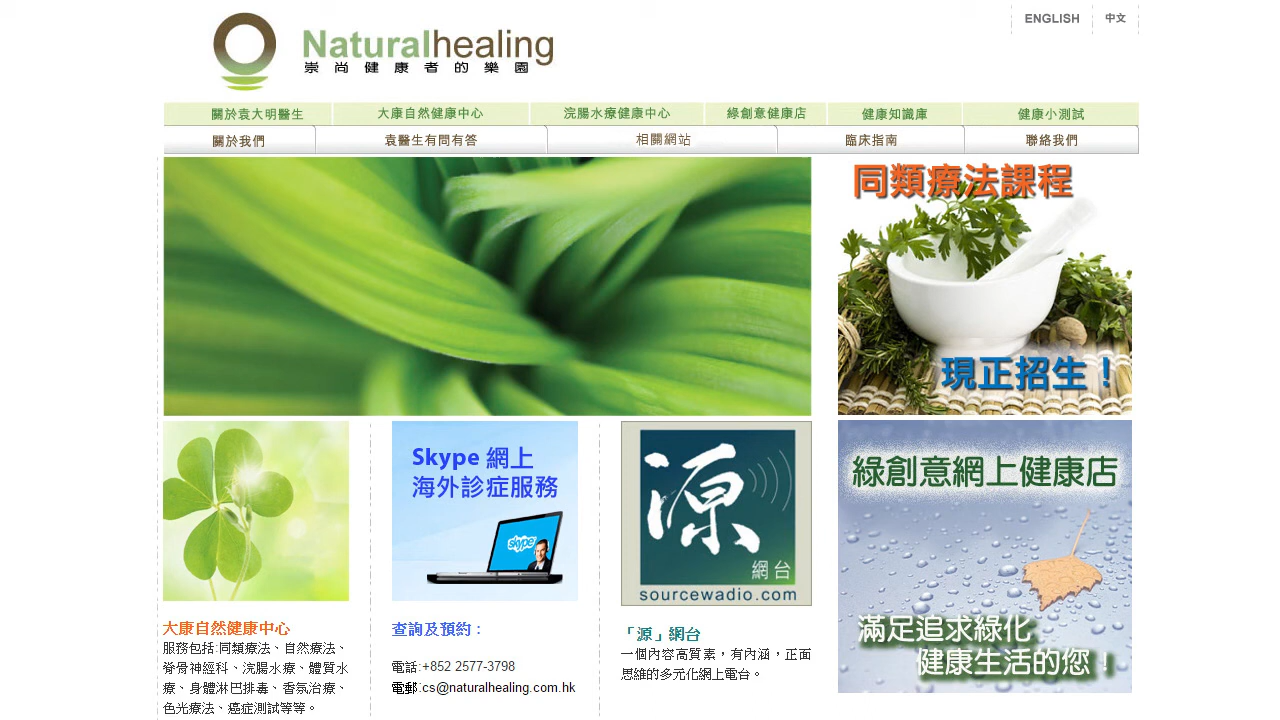 ENGLISH 中文
Naturalhealing
崇尚健康者的樂園
關於袁大明醫生 大康自然健康中心 浣腸水療健康中心 綠創意健康店 健康知識庫 健康小測試
關於我們 袁醫生有問有答 相關網站 臨床指南 聯絡我們
同類療法課程
現正招生！
Skype 網上
海外診症服務
skype
源
網台
sourcewadio.com
綠創意網上健康店
滿足追求綠化
健康生活的您！
大康自然健康中心
服務包括:同類療法、自然療法、
脊骨神經科、浣腸水療、體質水
療、身體淋巴排毒、香氛治療、
色光療法、癌症測試等等。
查詢及預約：
電話:+852 2577-3798
電郵:cs@naturalhealing.com.hk
「源」網台
一個內容高質素，有內涵，正面
思維的多元化網上電台。